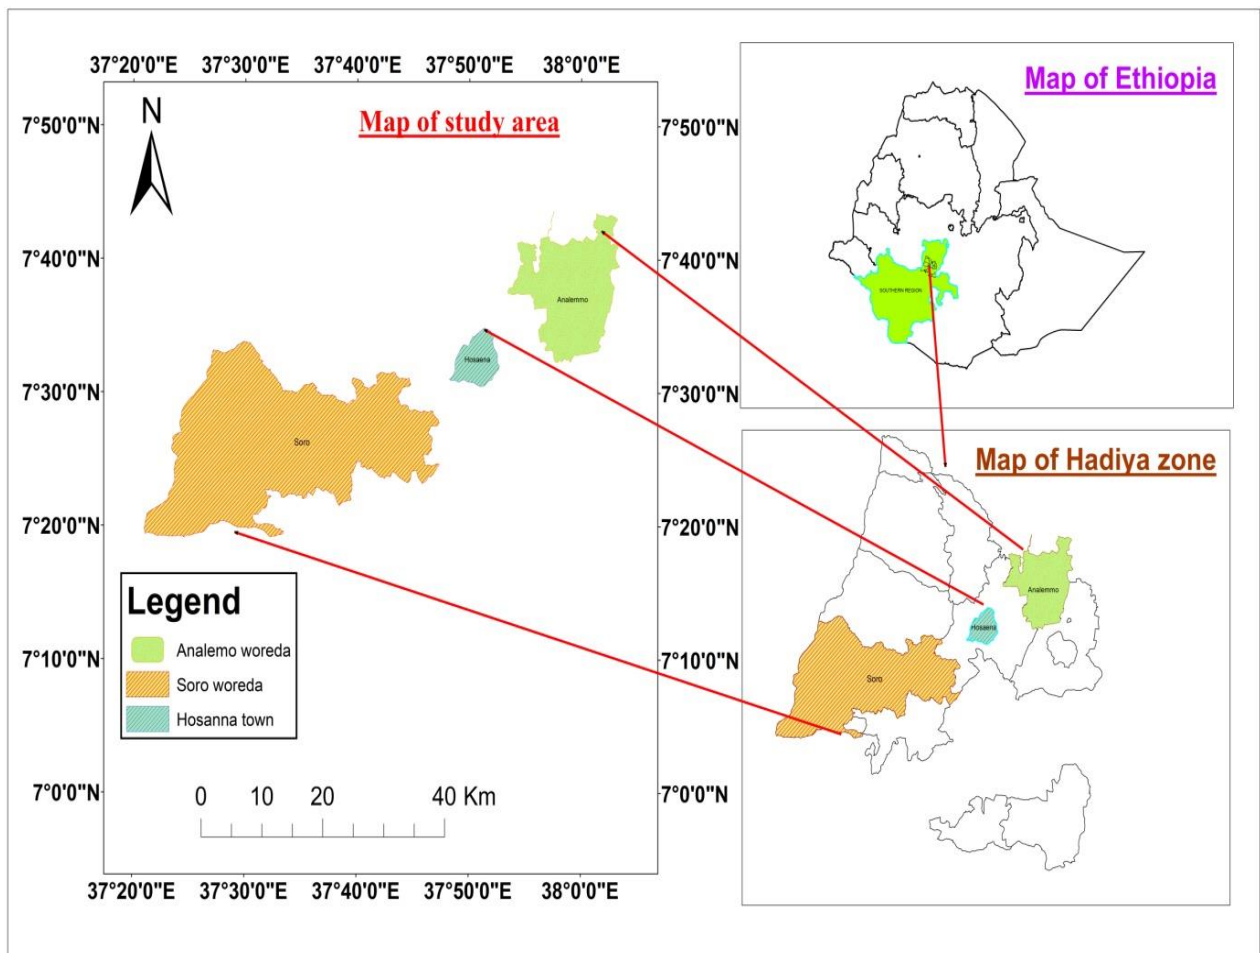 37°20'0"E 37°30'0"E 37°40'0"E 37°50'0"E 38°0'0"E
N
Map of study area
7°50'0"N
7°40'0"N
7°30'0"N
7°20'0"N
7°10'0"N
7°0'0"N
Analemmo
Hosaena
Soro
Legend
Analemo woreda
Soro woreda
Hosanna town
0 10 20 40 Km
37°20'0"E 37°30'0"E 37°40'0"E 37°50'0"E 38°0'0"E
7°50'0"N
7°40'0"N
7°30'0"N
7°20'0"N
7°10'0"N
7°0'0"N
Map of Ethiopia
SOUTHERN REGION
Map of Hadiya zone
Analemmo
Hosaena
Soro